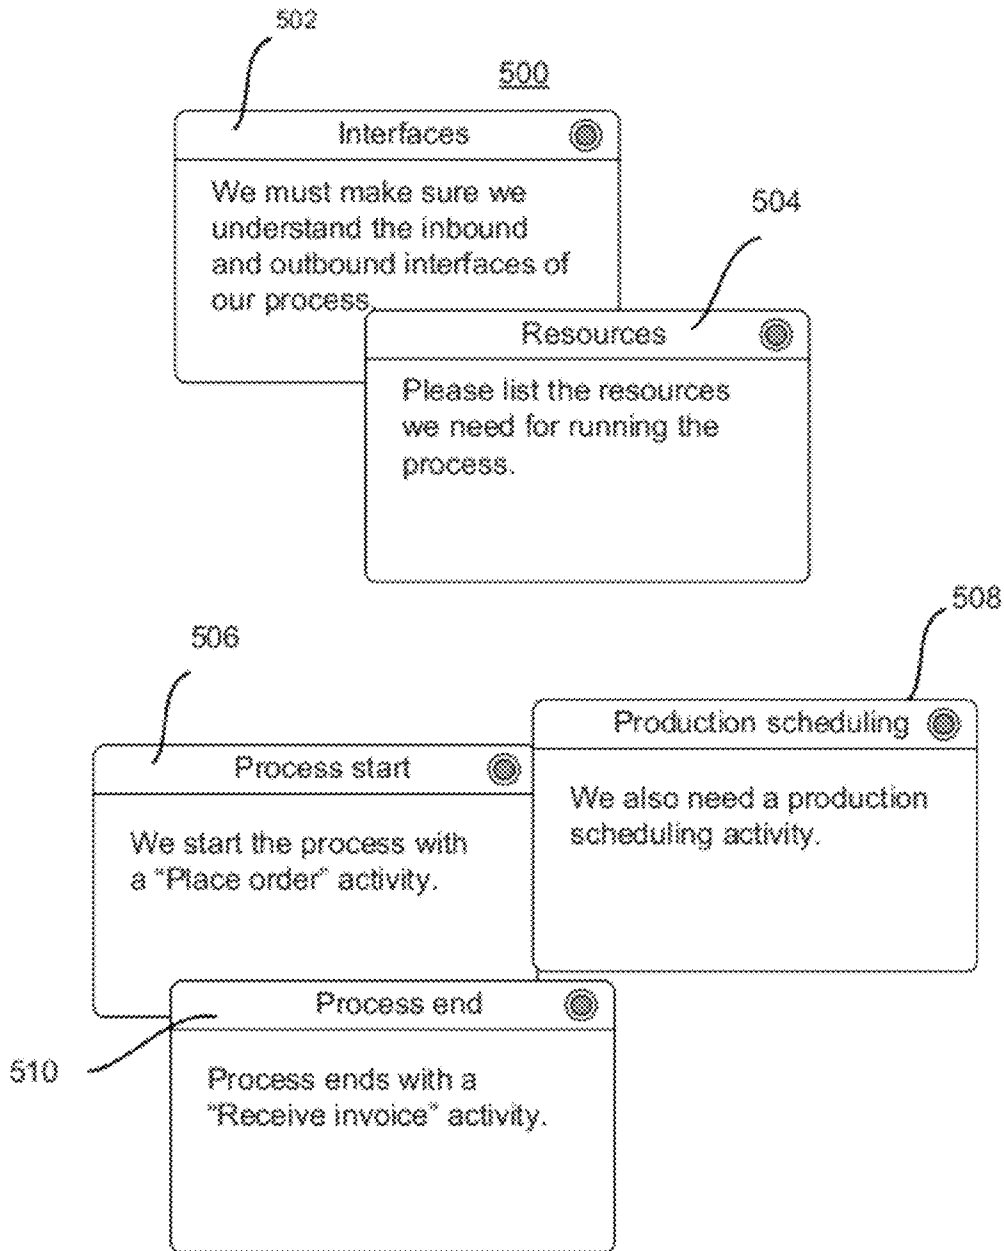 502
500
Interfaces
We must make sure we
understand the inbound
and outbound interfaces of
our process.
504
Resources
Please list the resources
we need for running the
process.
508
506
Production scheduling
We also need a production
scheduling activity.
Process start
We start the process with
a “Place order” activity.
Process end
510
Process ends with a
“Receive invoice” activity.